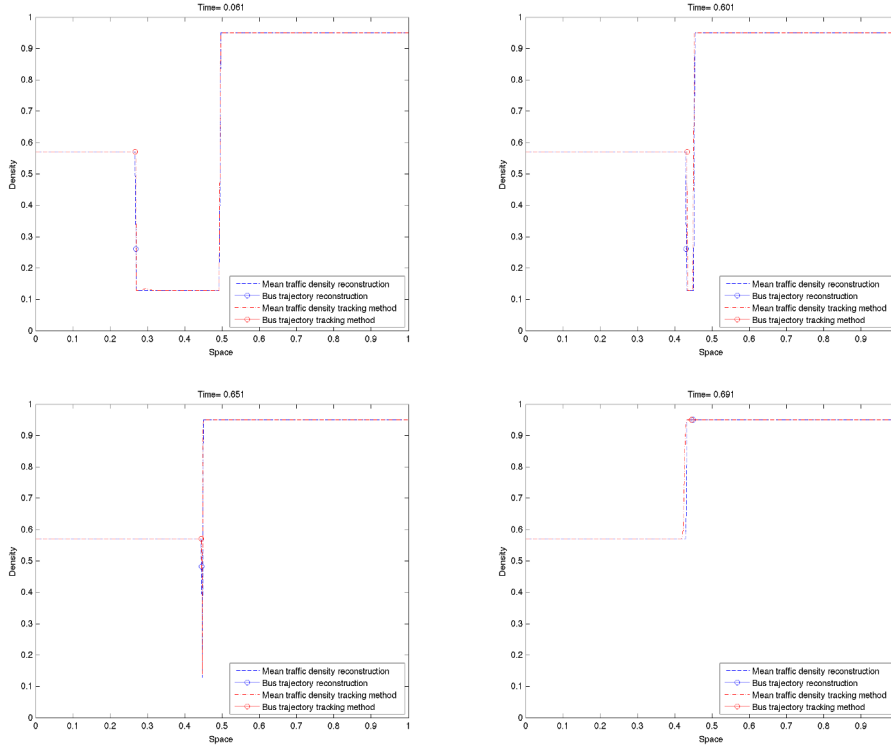 Time= 0.061
1
0.9
0.8
0.7
0.6
0.5
0.4
0.3
0.2
0.1
0
Density
0 0.1 0.2 0.3 0.4 0.5 0.6 0.7 0.8 0.9 1
Space
Mean traffic density reconstruction
Bus trajectory reconstruction
Mean traffic density tracking method
Bus trajectory tracking method
Time= 0.601
1
0.9
0.8
0.7
0.6
0.5
0.4
0.3
0.2
0.1
0
Density
0 0.1 0.2 0.3 0.4 0.5 0.6 0.7 0.8 0.9
Space
Mean traffic density reconstruction
Bus trajectory reconstruction
Mean traffic density tracking method
Bus trajectory tracking method
Time= 0.651
1
0.9
0.8
0.7
0.6
0.5
0.4
0.3
0.2
0.1
0
Density
0 0.1 0.2 0.3 0.4 0.5 0.6 0.7 0.8 0.9 1
Space
Mean traffic density reconstruction
Bus trajectory reconstruction
Mean traffic density tracking method
Bus trajectory tracking method
Time= 0.691
1
0.9
0.8
0.7
0.6
0.5
0.4
0.3
0.2
0.1
0
Density
0 0.1 0.2 0.3 0.4 0.5 0.6 0.7 0.8 0.9
Space
Mean traffic density reconstruction
Bus trajectory reconstruction
Mean traffic density tracking method
Bus trajectory tracking method